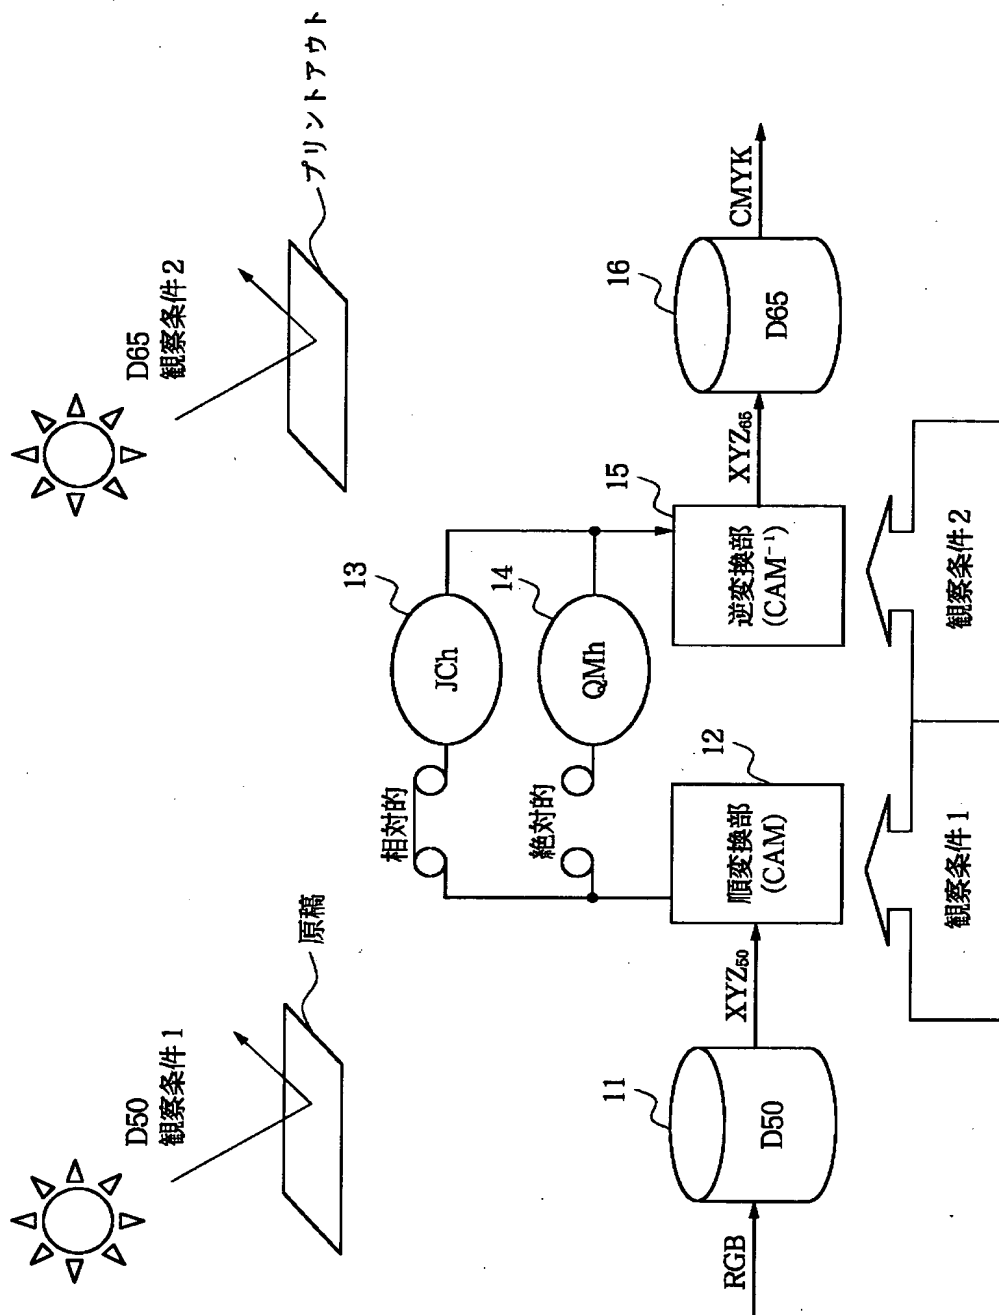 D50
観察条件1
原稿
D65
観察条件2
プリントアウト
相対的
JCh
13
絶対的
QMh
14
RGB
11
D50
XYZ₅₀
12
順変換部
(CAM)
15
逆変換部
(CAM⁻¹)
XYZ₆₅
16
D65
CMYK
観察条件1
観察条件2